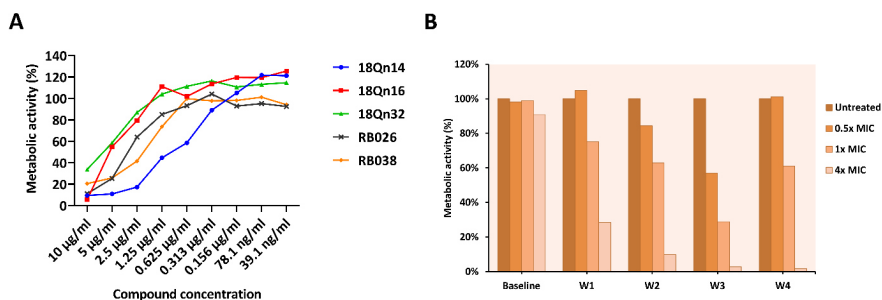 A
Metabolic activity (%)
140
120
100
80
60
40
20
0
10 µg/ml
5 µg/ml
2.5 µg/ml
1.25 µg/ml
0.625 µg/ml
0.313 µg/ml
0.156 µg/ml
78.1 ng/ml
39.1 ng/ml
Compound concentration
18Qn14
18Qn16
18Qn32
RB026
RB038
B
Metabolic activity (%)
120%
100%
80%
60%
40%
20%
0%
Baseline W1 W2 W3 W4
Untreated
0.5x MIC
1x MIC
4x MIC